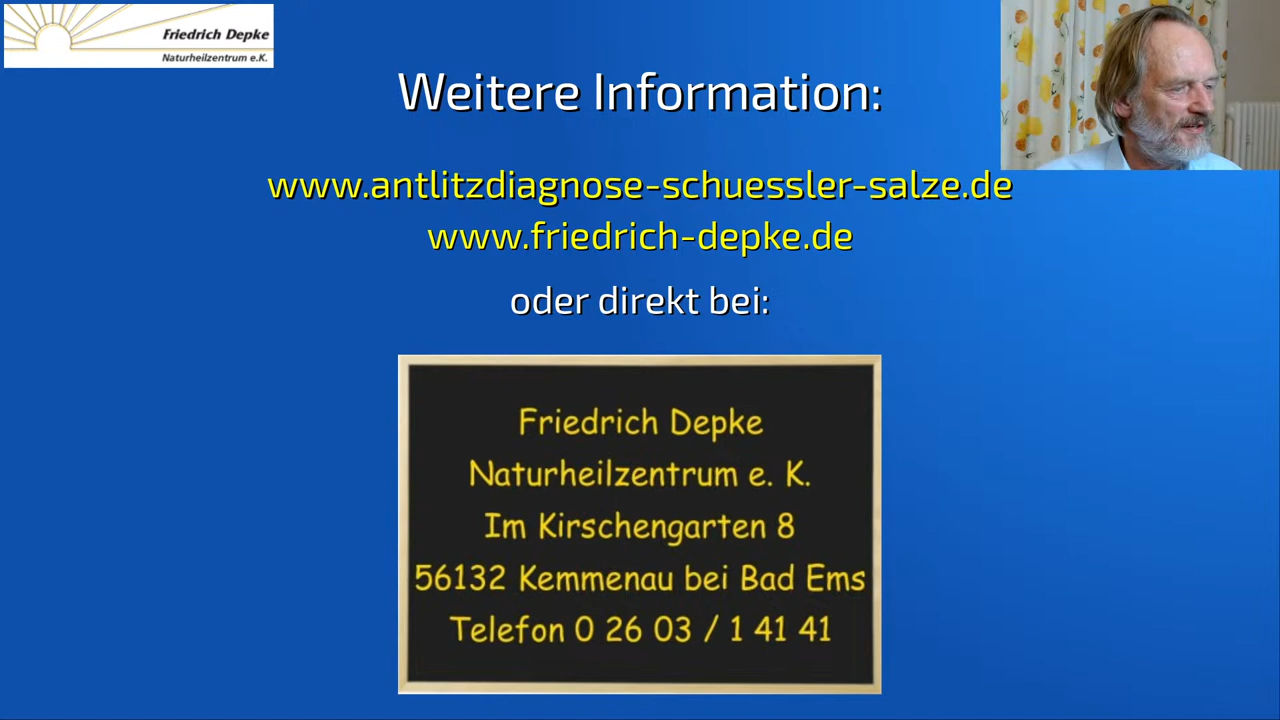 Friedrich Depke
Naturheilzentrum e.K.
Weitere Information:
www.antlitzdiagnose-schuessler-salze.de
www.friedrich-depke.de
oder direkt bei:
Friedrich Depke
Naturheilzentrum e. K.
Im Kirschengarten 8
56132 Kemmenau bei Bad Ems
Telefon 0 26 03 / 1 41 41